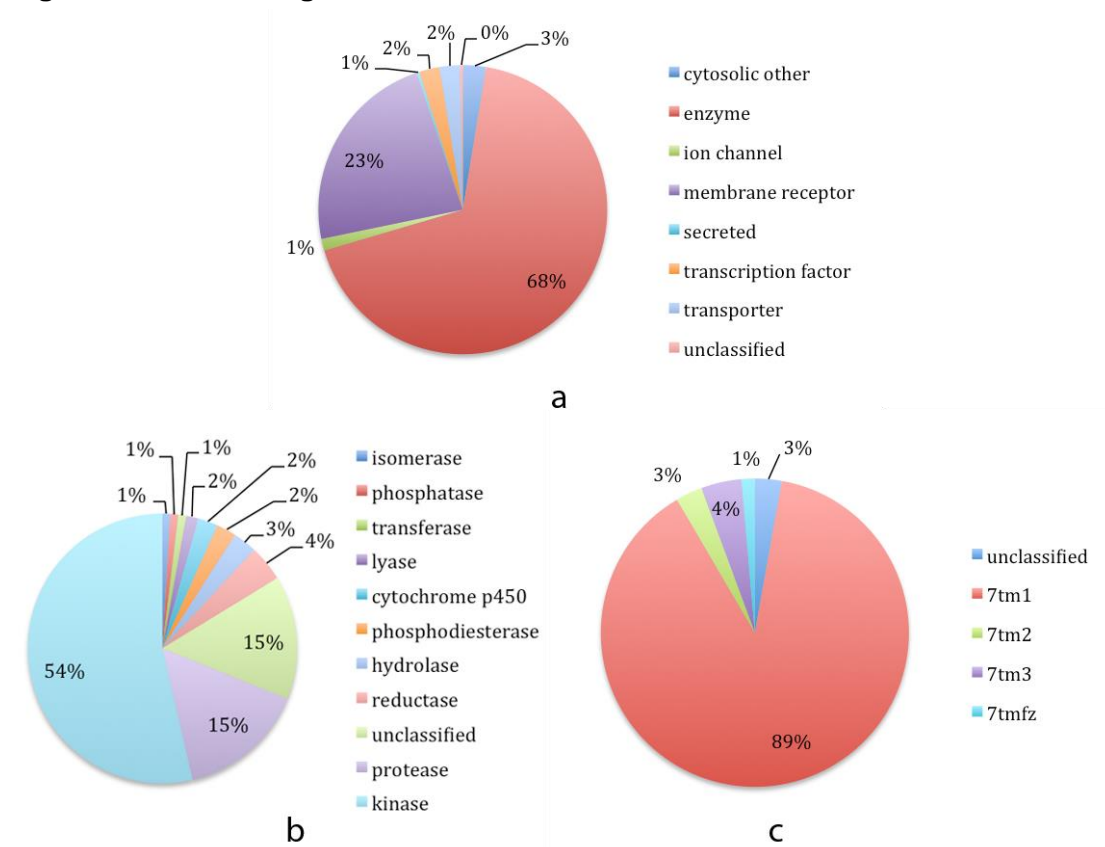 2%
0%
3%
2%
1%
23%
1%
68%
cytosolic other
enzyme
ion channel
membrane receptor
secreted
transcription factor
transporter
unclassified
a
1%
1%
2%
2%
1%
2%
3%
4%
15%
15%
54%
isomerase
phosphatase
transferase
lyase
cytochrome p450
phosphodiesterase
hydrolase
reductase
unclassified
protease
kinase
b
3%
1%
3%
4%
89%
unclassified
7tm1
7tm2
7tm3
7tmfz
c